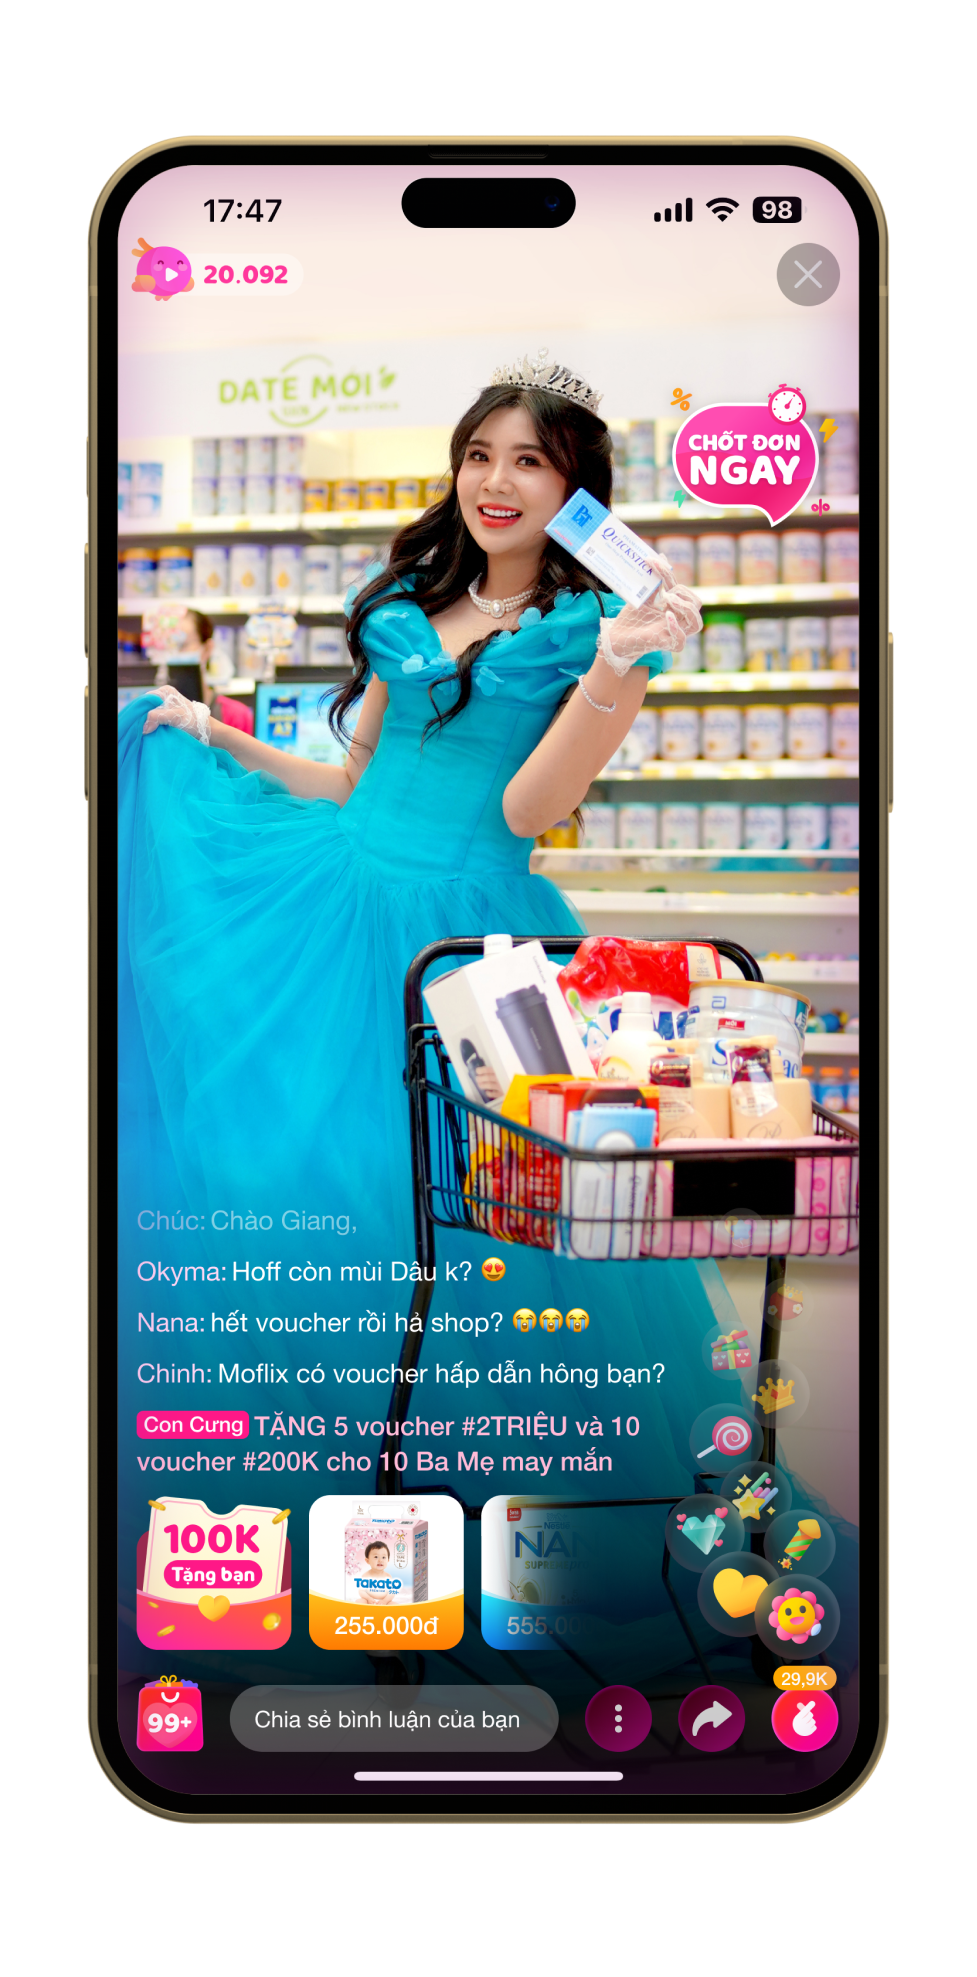 17:47
98
20.092
DATE MỚI
CHỐT ĐƠN
NGAY
QUICKSTICK
Chúc: Chào Giang,
Okyma: Hoff còn mùi Dâu k? 😍
Nana: hết voucher rồi hả shop? 😭😭😭
Chinh: Moflix có voucher hấp dẫn hông bạn?
Con Cưng TẶNG 5 voucher #2TRIỆU và 10
voucher #200K cho 10 Ba Mẹ may mắn
100K
Tặng bạn
Takato
255.000đ
Nestlé
NAN
555.00
29,9K
99+
Chia sẻ bình luận của bạn